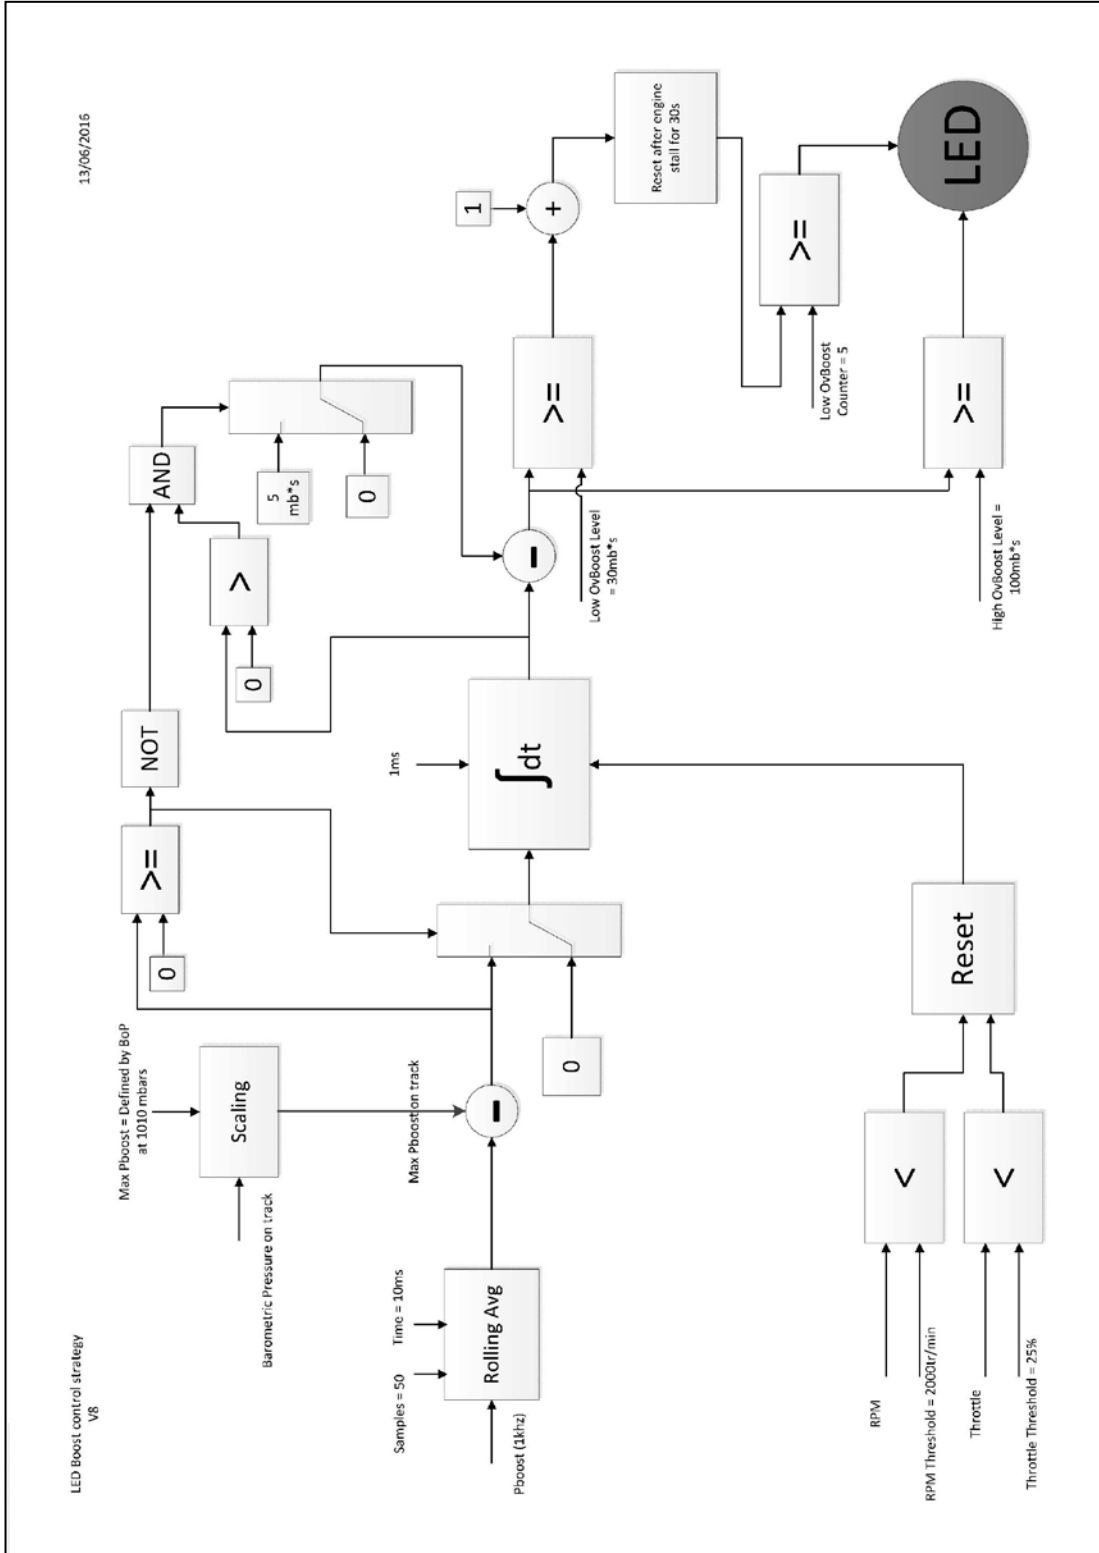 LED Boost control strategy
V8
13/06/2016
Max Pboost = Defined by BoP
at 1010 mbars
Barometric Pressure on track
Scaling
Max Pboost on track
Samples = 50
Time = 10ms
Pboost (1khz)
Rolling Avg
-
0
>=
NOT
AND
0
>
5
mb*s
0
0
1ms
∫dt
-
Low OvBoost Level
= 30mb*s
>=
1
+
Reset after engine
stall for 30s
Low OvBoost
Counter = 5
>=
High OvBoost Level =
100mb*s
>=
LED
RPM
RPM Threshold = 2000tr/min
<
Throttle
Throttle Threshold = 25%
<
Reset